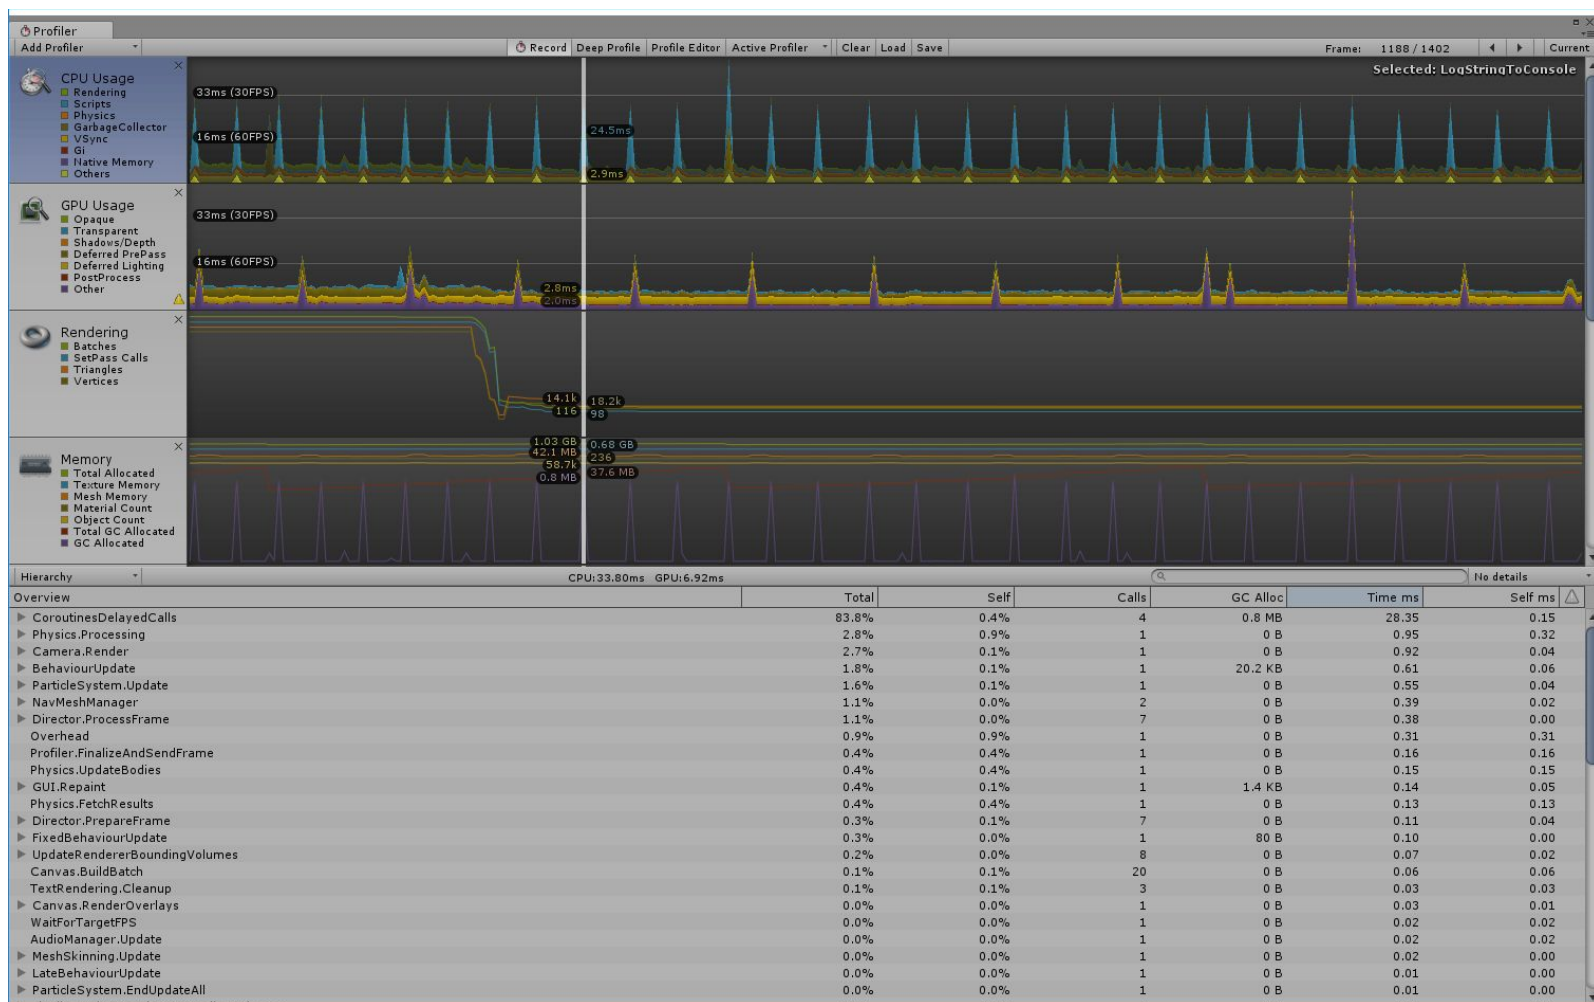 Profiler
Add Profiler
Record Deep Profile Profile Editor Active Profiler Clear Load Save Frame: 1188 / 1402 Current
CPU Usage
Rendering
Scripts
Physics
GarbageCollector
VSync
Gi
Native Memory
Others
Selected: LogStringToConsole
33ms (30FPS)
16ms (60FPS)
24.5ms
2.9ms
GPU Usage
Opaque
Transparent
Shadows/Depth
Deferred PrePass
Deferred Lighting
PostProcess
Other
33ms (30FPS)
16ms (60FPS)
2.8ms
2.0ms
Rendering
Batches
SetPass Calls
Triangles
Vertices
14.1k 18.2k
116 98
Memory
Total Allocated
Texture Memory
Mesh Memory
Material Count
Object Count
Total GC Allocated
GC Allocated
1.03 GB 0.68 GB
42.1 MB 236
58.7k 37.6 MB
0.8 MB
Hierarchy CPU:33.80ms GPU:6.92ms No details
Overview Total Self Calls GC Alloc Time ms Self ms
CoroutinesDelayedCalls 83.8% 0.4% 4 0.8 MB 28.35 0.15
Physics.Processing 2.8% 0.9% 1 0 B 0.95 0.32
Camera.Render 2.7% 0.1% 1 0 B 0.92 0.04
BehaviourUpdate 1.8% 0.1% 1 20.2 KB 0.61 0.06
ParticleSystem.Update 1.6% 0.1% 1 0 B 0.55 0.04
NavMeshManager 1.1% 0.0% 2 0 B 0.39 0.02
Director.ProcessFrame 1.1% 0.0% 7 0 B 0.38 0.00
Overhead 0.9% 0.9% 1 0 B 0.31 0.31
Profiler.FinalizeAndSendFrame 0.4% 0.4% 1 0 B 0.16 0.16
Physics.UpdateBodies 0.4% 0.4% 1 0 B 0.15 0.15
GUI.Repaint 0.4% 0.1% 1 1.4 KB 0.14 0.05
Physics.FetchResults 0.4% 0.4% 1 0 B 0.13 0.13
Director.PrepareFrame 0.3% 0.1% 7 0 B 0.11 0.04
FixedBehaviourUpdate 0.3% 0.0% 1 80 B 0.10 0.00
UpdateRendererBoundingVolumes 0.2% 0.0% 8 0 B 0.07 0.02
Canvas.BuildBatch 0.1% 0.1% 20 0 B 0.06 0.06
TextRendering.Cleanup 0.1% 0.1% 3 0 B 0.03 0.03
Canvas.RenderOverlays 0.0% 0.0% 1 0 B 0.03 0.01
WaitForTargetFPS 0.0% 0.0% 1 0 B 0.02 0.02
AudioManager.Update 0.0% 0.0% 1 0 B 0.02 0.02
MeshSkinning.Update 0.0% 0.0% 1 0 B 0.02 0.00
LateBehaviourUpdate 0.0% 0.0% 1 0 B 0.01 0.00
ParticleSystem.EndUpdateAll 0.0% 0.0% 1 0 B 0.01 0.00